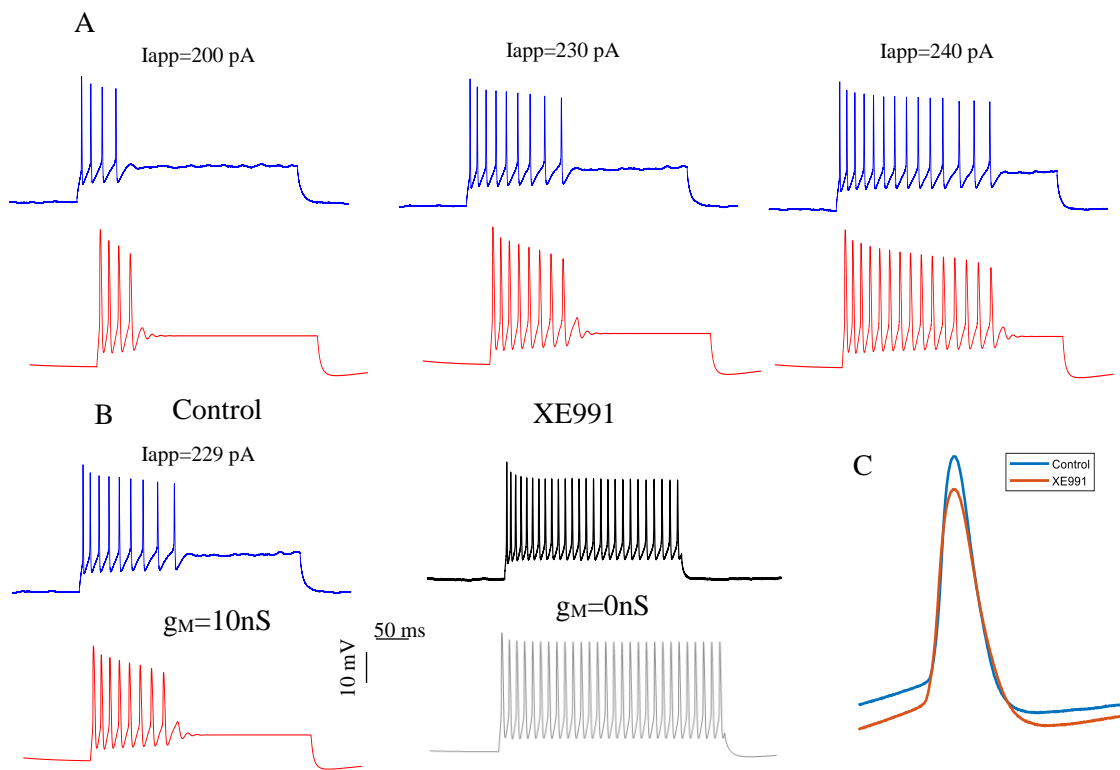 A
Iapp=200 pA
Iapp=230 pA
Iapp=240 pA
B
Control
XE991
Iapp=229 pA
C
Control
XE991
gM=10nS
50 ms
10 mV
gM=0nS